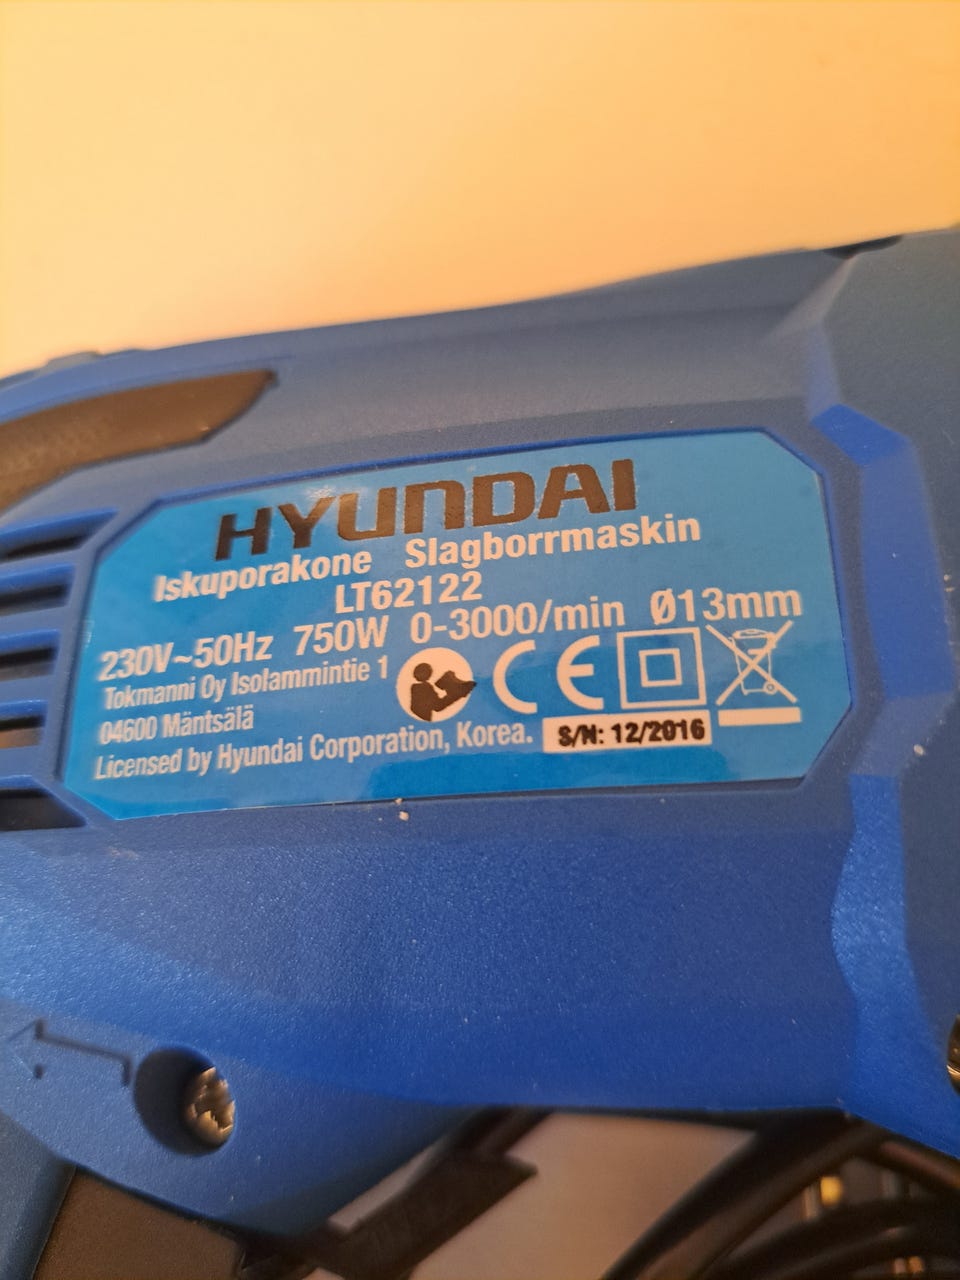 HYUNDAI
Iskuporakone Slagborrmaskin
LT62122
230V~50Hz 750W 0-3000/min Ø13mm
Tokmanni Oy Isolammintie 1
04600 Mäntsälä
CE
Licensed by Hyundai Corporation, Korea.
S/N: 12/2016